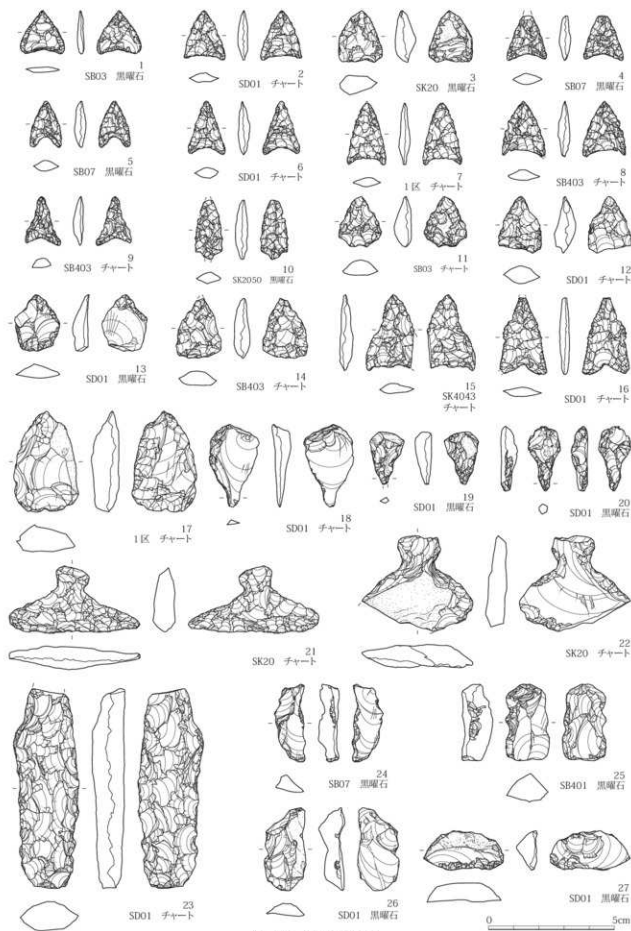 1
SB03 黒曜石
2
SD01 チャート
3
SK20 黒曜石
4
SB07 黒曜石
5
SB07 黒曜石
6
SD01 チャート
7
1区 チャート
8
SB403 チャート
9
SB403 チャート
10
SK2050 黒曜石
11
SB03 チャート
12
SD01 チャート
13
SD01 黒曜石
14
SB403 チャート
15
SK4043
チャート
16
SD01 チャート
17
1区 チャート
18
SD01 チャート
19
SD01 黒曜石
20
SD01 黒曜石
21
SK20 チャート
22
SK20 チャート
23
SD01 チャート
24
SB07 黒曜石
25
SB401 黒曜石
26
SD01 黒曜石
27
SD01 黒曜石
0 5cm